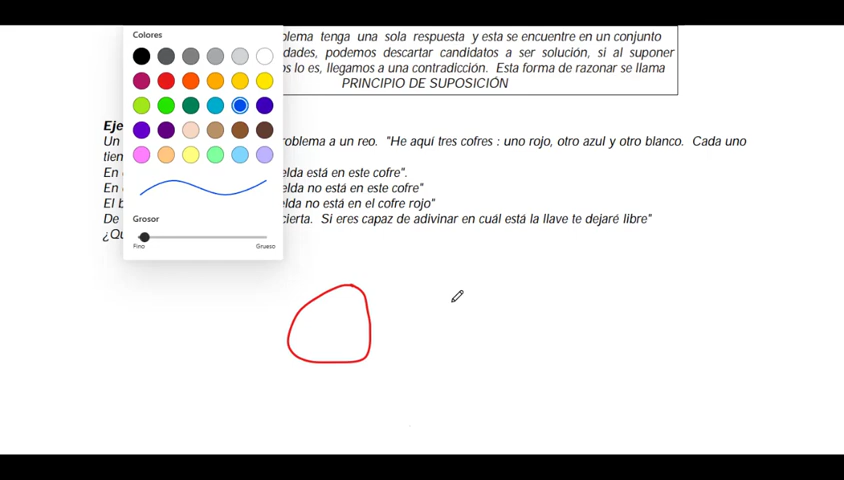 Colores
blema tenga una sola respuesta y esta se encuentre en un conjunto
dades, podemos descartar candidatos a ser solución, si al suponer
os lo es, llegamos a una contradicción. Esta forma de razonar se llama
PRINCIPIO DE SUPOSICIÓN
Eje
Un
roblema a un reo. "He aquí tres cofres : uno rojo, otro azul y otro blanco. Cada uno
tien
En
elda está en este cofre".
En
elda no está en este cofre"
El b
elda no está en el cofre rojo"
De
cierta. Si eres capaz de adivinar en cuál está la llave te dejaré libre"
¿Qu
Grosor
Fino
Grueso